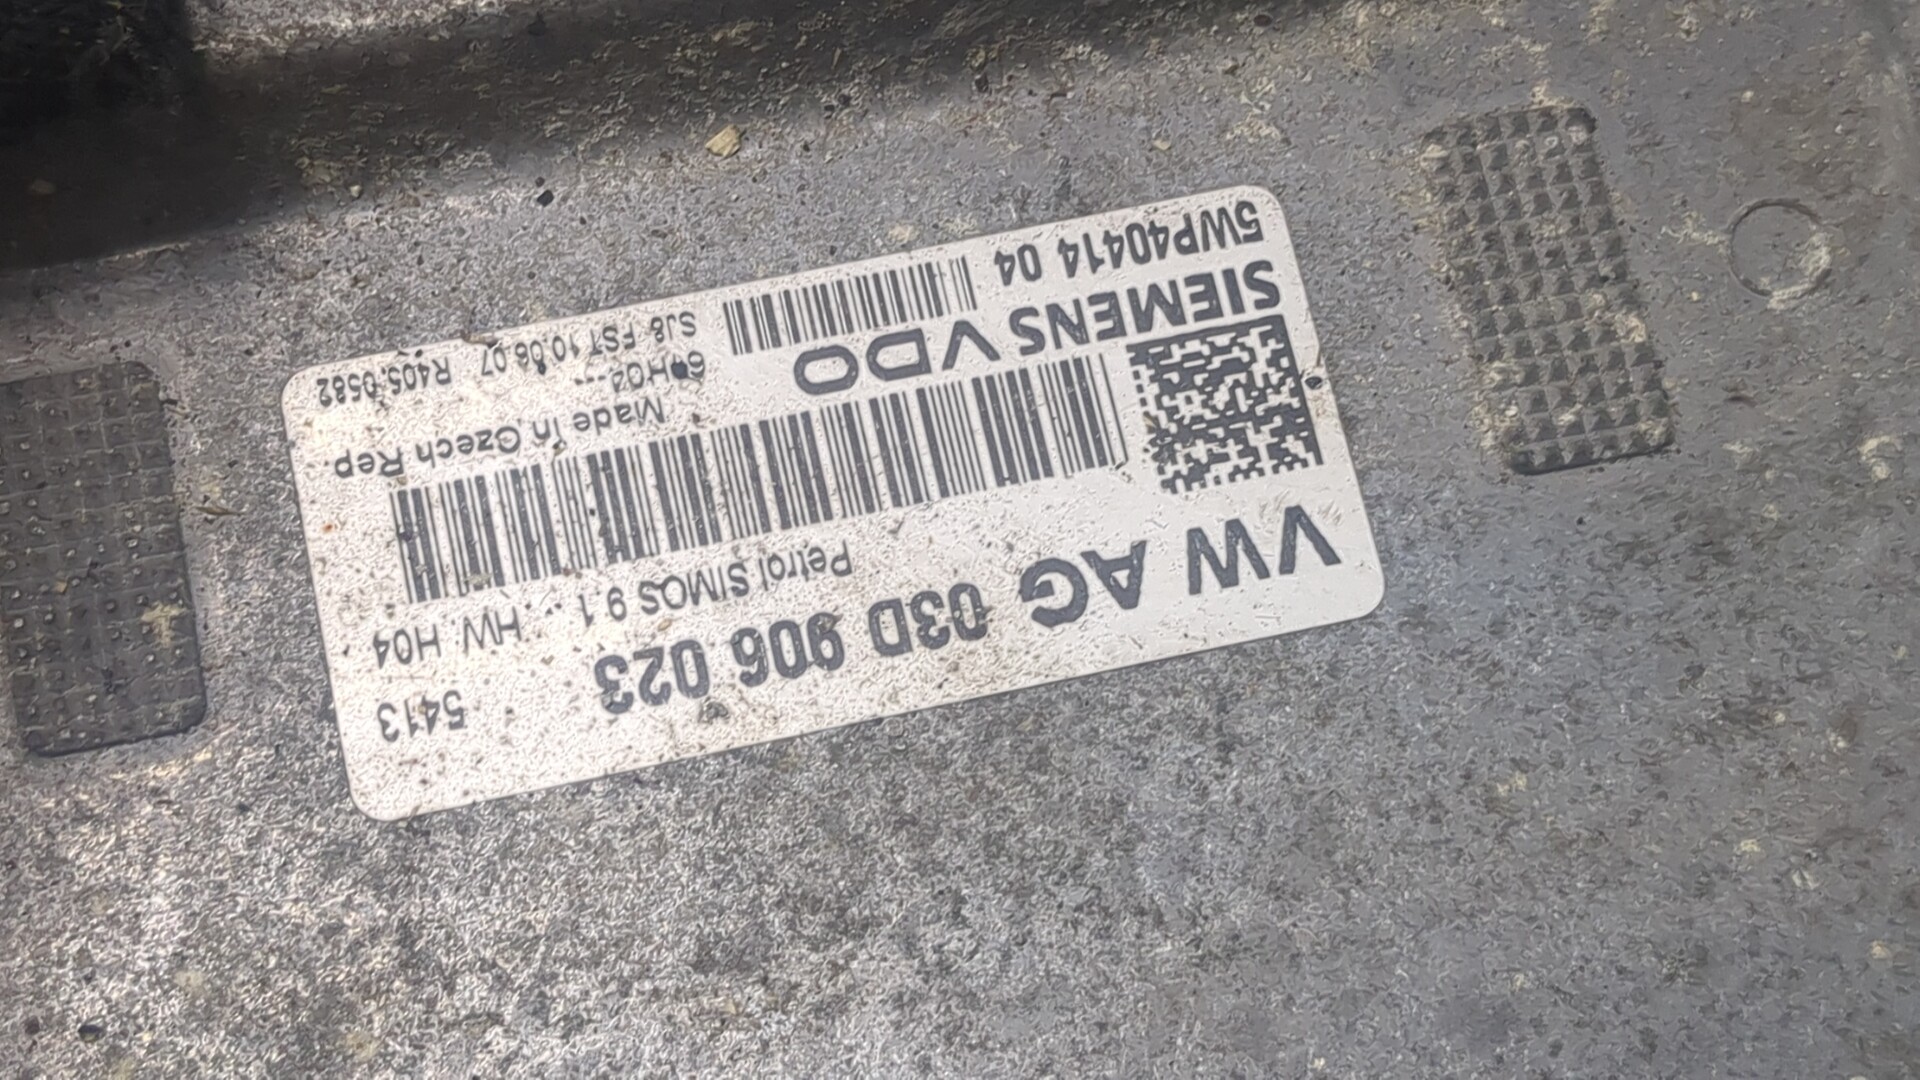 VW AG 03D 906 023 5413
Petrol SIMOS 9.1 HW: H04
Made in Czech Rep.
SIEMENS VDO
SJ8 FST 10.06.07 R405.0582
5WP40414 04